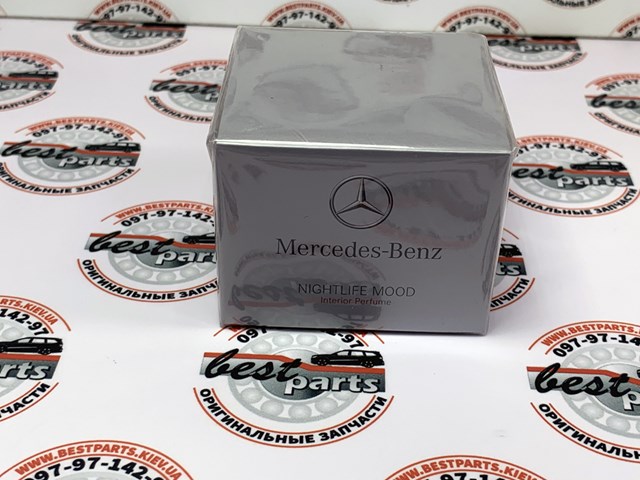 Mercedes-Benz
NIGHTLIFE MOOD
Interior Perfume
WWW.BESTPARTS.KIEV.UA
097-97-142-97
best
parts
ОРИГИНАЛЬНЫЕ ЗАПЧАСТИ